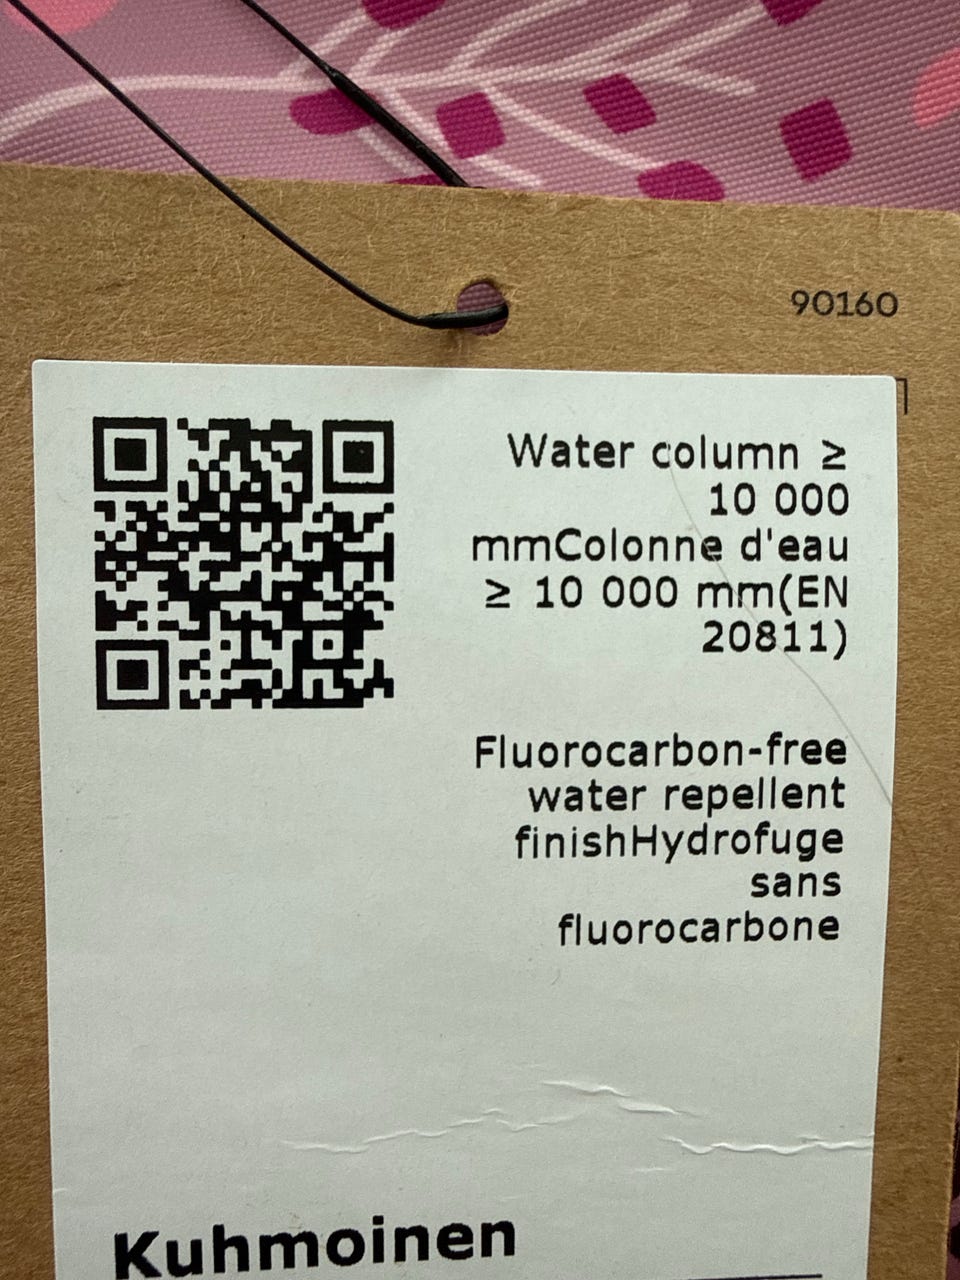 90160
Water column ≥
10 000
mmColonne d'eau
≥ 10 000 mm(EN
20811)
Fluorocarbon-free
water repellent
finishHydrofuge
sans
fluorocarbone
Kuhmoinen